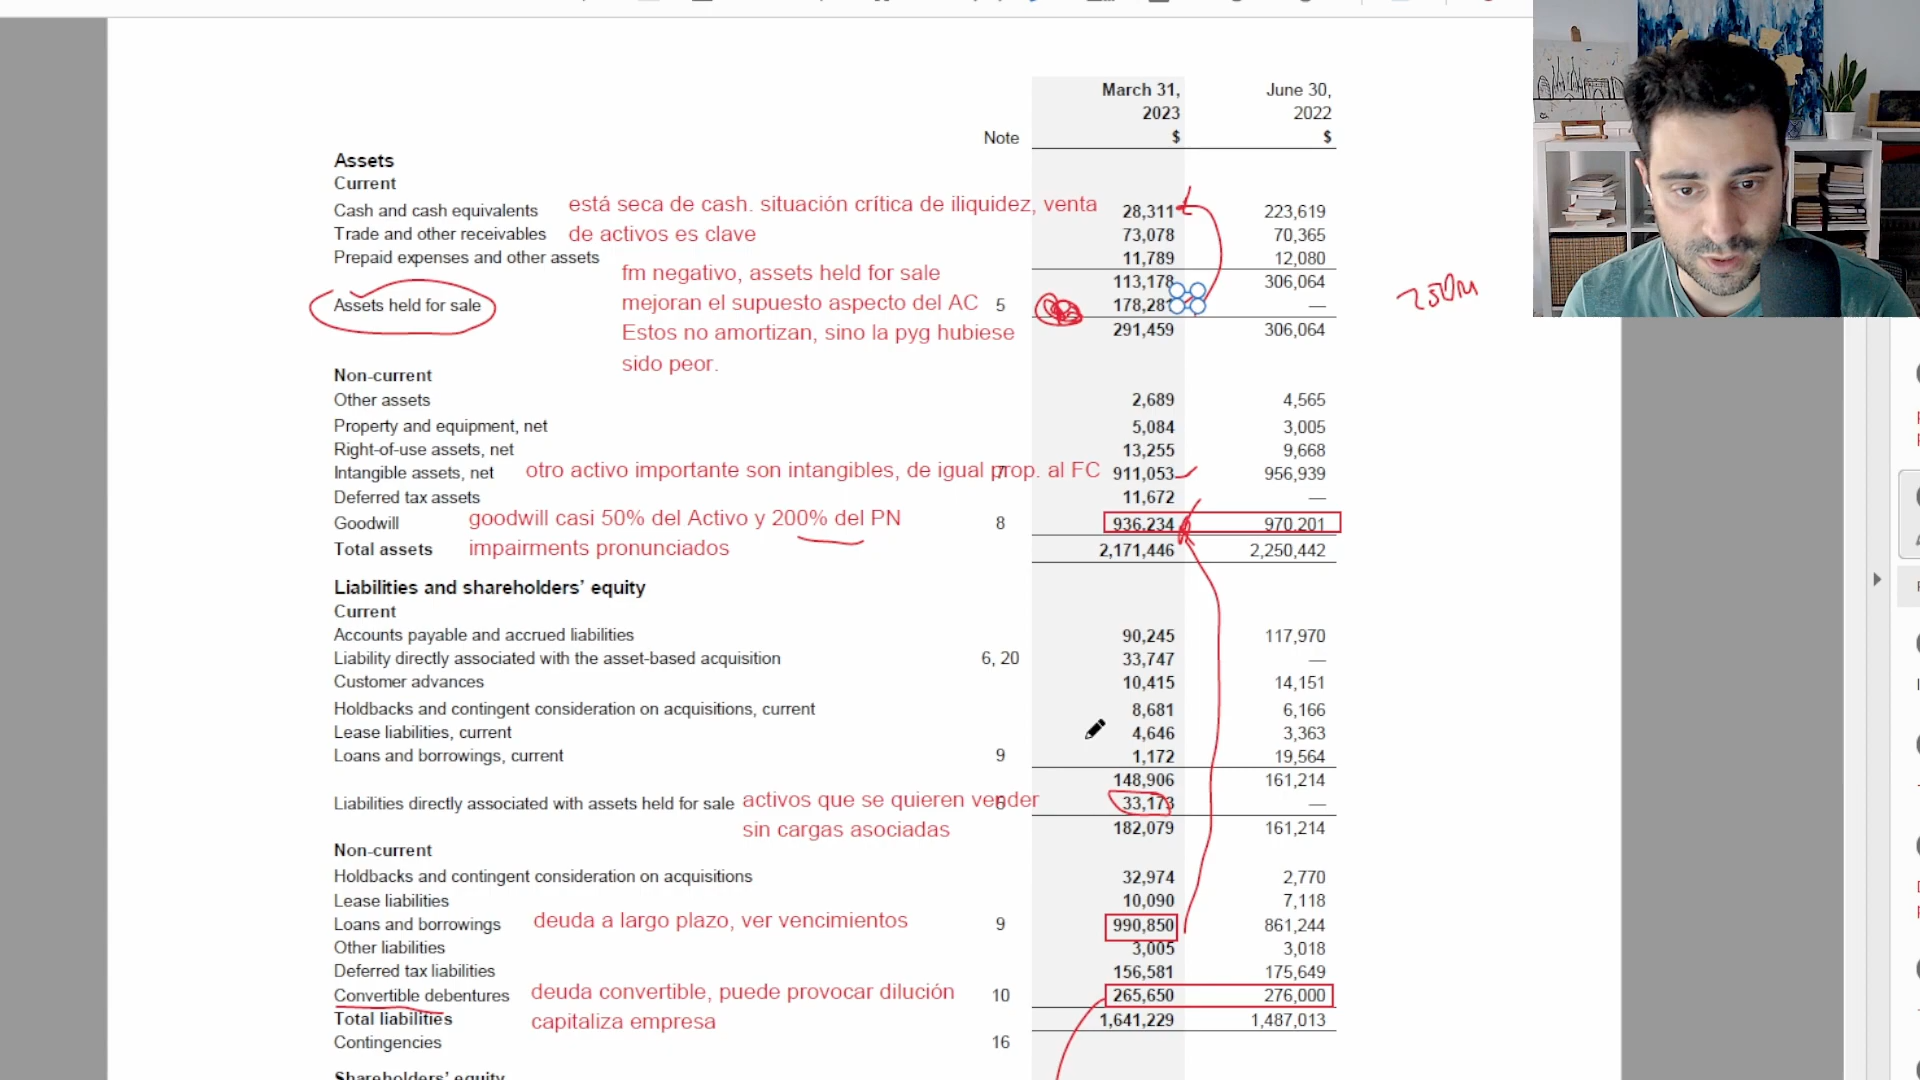 March 31, June 30,
2023 2022
Note $ $
Assets
Current
Cash and cash equivalents está seca de cash. situación crítica de iliquidez, venta 28,311 223,619
Trade and other receivables de activos es clave 73,078 70,365
Prepaid expenses and other assets 11,789 12,080
fm negativo, assets held for sale 113,178 306,064
Assets held for sale mejoran el supuesto aspecto del AC 5 178,281 —
Estos no amortizan, sino la pyg hubiese 291,459 306,064
sido peor.
250M
Non-current
Other assets 2,689 4,565
Property and equipment, net 5,084 3,005
Right-of-use assets, net 13,255 9,668
Intangible assets, net otro activo importante son intangibles, de igual prop. al FC 7 911,053 956,939
Deferred tax assets 11,672 —
Goodwill goodwill casi 50% del Activo y 200% del PN 8 936,234 970,201
Total assets impairments pronunciados 2,171,446 2,250,442
Liabilities and shareholders' equity
Current
Accounts payable and accrued liabilities 90,245 117,970
Liability directly associated with the asset-based acquisition 6, 20 33,747 —
Customer advances 10,415 14,151
Holdbacks and contingent consideration on acquisitions, current 8,681 6,166
Lease liabilities, current 4,646 3,363
Loans and borrowings, current 9 1,172 19,564
148,906 161,214
Liabilities directly associated with assets held for sale activos que se quieren vender 33,173 —
sin cargas asociadas 182,079 161,214
Non-current
Holdbacks and contingent consideration on acquisitions 32,974 2,770
Lease liabilities 10,090 7,118
Loans and borrowings deuda a largo plazo, ver vencimientos 9 990,850 861,244
Other liabilities 3,005 3,018
Deferred tax liabilities 156,581 175,649
Convertible debentures deuda convertible, puede provocar dilución 10 265,650 276,000
Total liabilities capitaliza empresa 1,641,229 1,487,013
Contingencies 16
Shareholders' equity